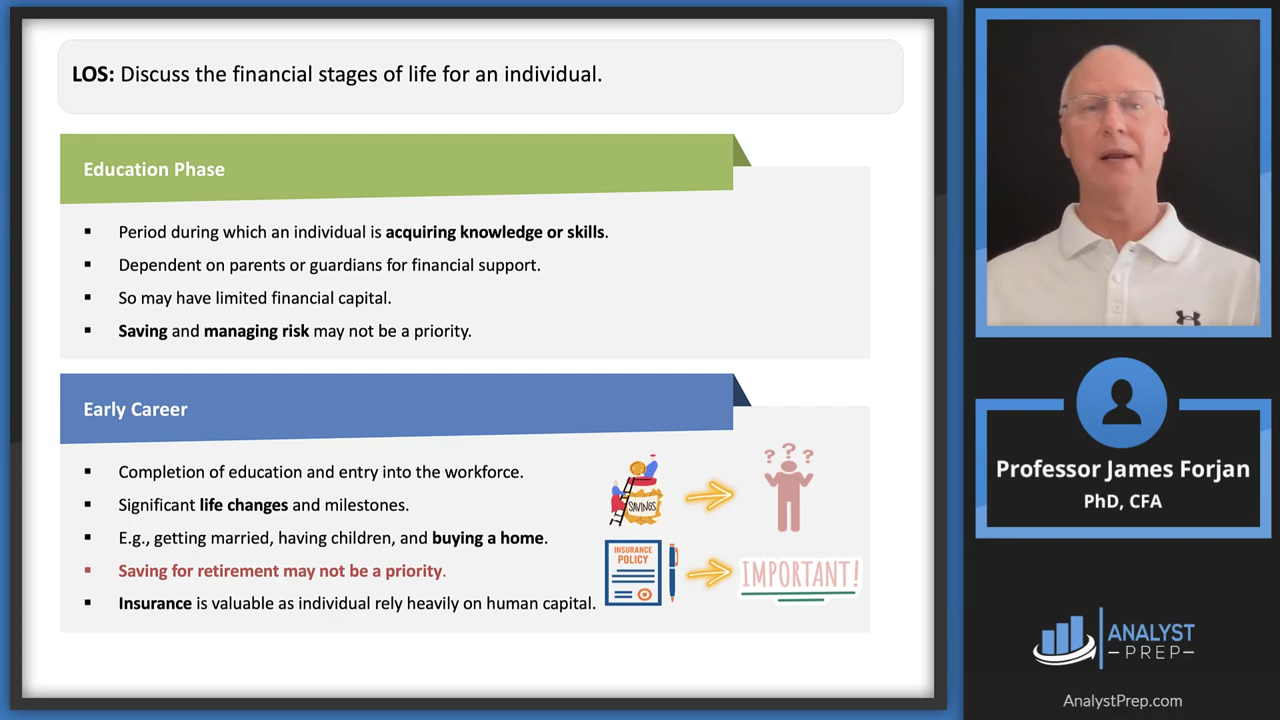 LOS: Discuss the financial stages of life for an individual.
Education Phase
▪ Period during which an individual is acquiring knowledge or skills.
▪ Dependent on parents or guardians for financial support.
▪ So may have limited financial capital.
▪ Saving and managing risk may not be a priority.
Early Career
▪ Completion of education and entry into the workforce.
▪ Significant life changes and milestones.
▪ E.g., getting married, having children, and buying a home.
▪ Saving for retirement may not be a priority.
▪ Insurance is valuable as individual rely heavily on human capital.
SAVINGS
? ? ?
INSURANCE
POLICY
IMPORTANT!
Professor James Forjan
PhD, CFA
ANALYST
–PREP–
AnalystPrep.com